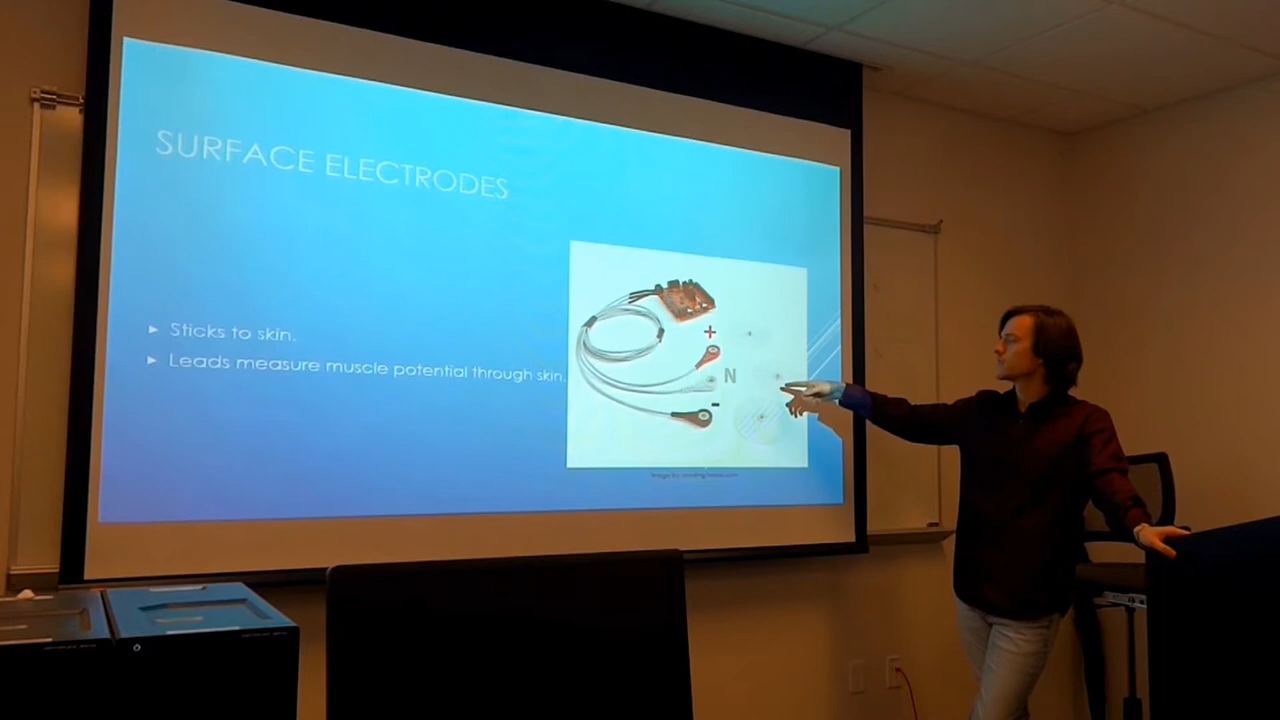 SURFACE ELECTRODES
▸ Sticks to skin.
▸ Leads measure muscle potential through skin.
+
N
-